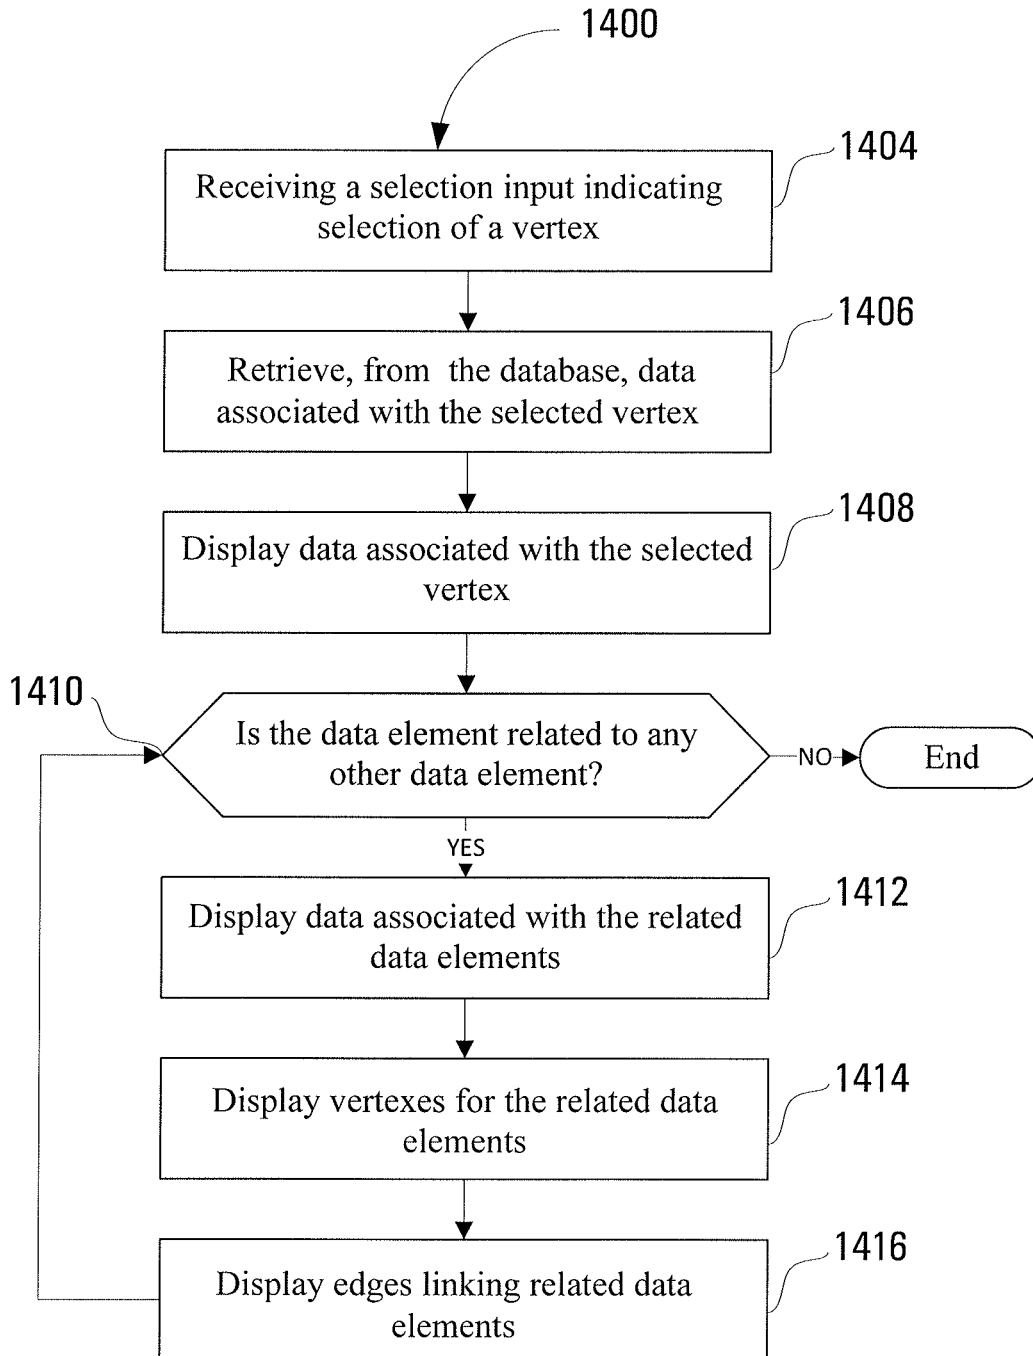 1400
1404
Receiving a selection input indicating
selection of a vertex
1406
Retrieve, from the database, data
associated with the selected vertex
1408
Display data associated with the selected
vertex
1410
Is the data element related to any
other data element?
NO
End
YES
1412
Display data associated with the related
data elements
1414
Display vertexes for the related data
elements
1416
Display edges linking related data
elements